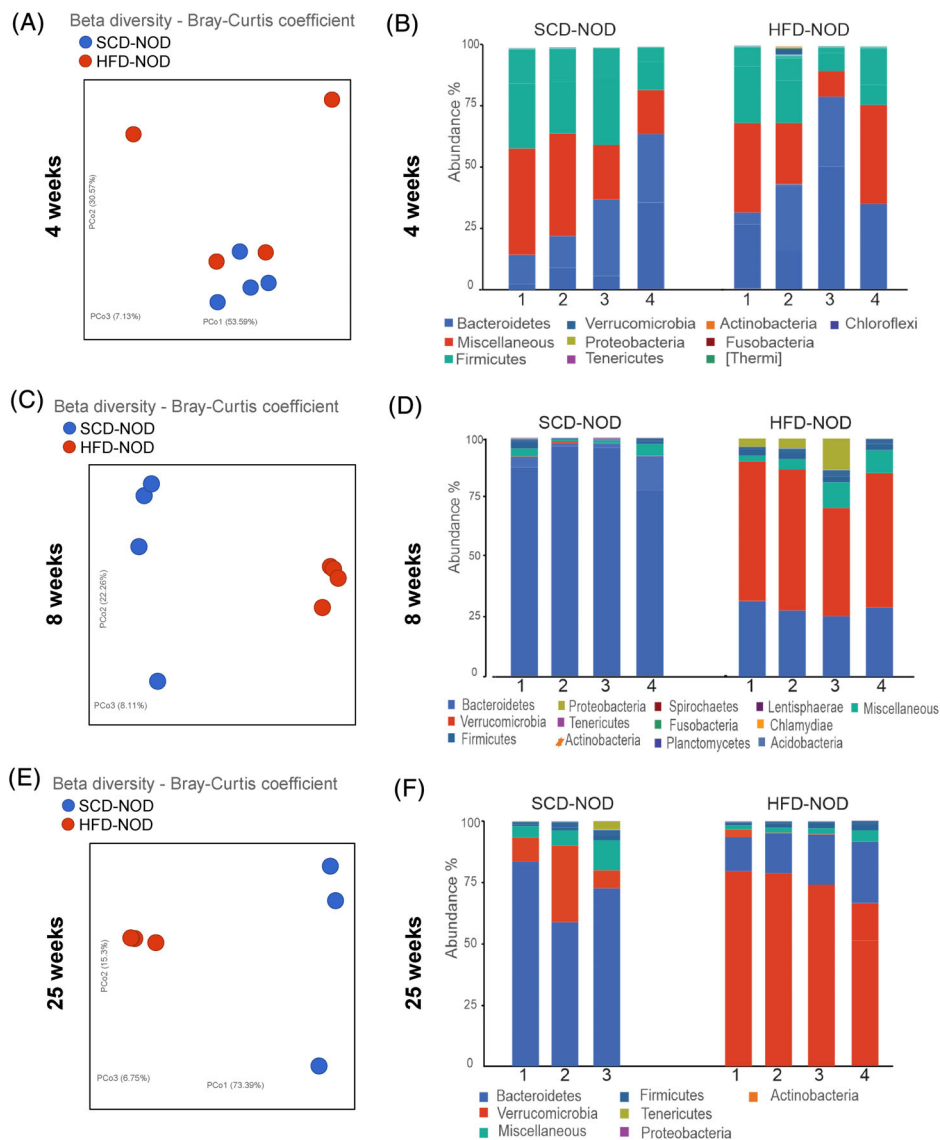 (A)
Beta diversity - Bray-Curtis coefficient
SCD-NOD
HFD-NOD
4 weeks
PCo2 (30.57%)
PCo3 (7.13%)
PCo1 (53.59%)
(B)
SCD-NOD HFD-NOD
Abundance %
100
75
50
25
0
1 2 3 4 1 2 3 4
Bacteroidetes Verrucomicrobia Actinobacteria Chloroflexi
Miscellaneous Proteobacteria Fusobacteria
Firmicutes Tenericutes [Thermi]
(C)
Beta diversity - Bray-Curtis coefficient
SCD-NOD
HFD-NOD
8 weeks
PCo2 (22.26%)
PCo3 (8.11%)
(D)
SCD-NOD HFD-NOD
8 weeks
Abundance %
100
75
50
25
0
1 2 3 4 1 2 3 4
Bacteroidetes Proteobacteria Spirochaetes Lentisphaerae Miscellaneous
Verrucomicrobia Tenericutes Fusobacteria Chlamydiae
Firmicutes Actinobacteria Planctomycetes Acidobacteria
(E)
Beta diversity - Bray-Curtis coefficient
SCD-NOD
HFD-NOD
25 weeks
PCo2 (15.3%)
PCo3 (6.75%)
PCo1 (73.39%)
(F)
SCD-NOD HFD-NOD
25 weeks
Abundance %
100
75
50
25
0
1 2 3 1 2 3 4
Bacteroidetes Firmicutes Actinobacteria
Verrucomicrobia Tenericutes
Miscellaneous Proteobacteria